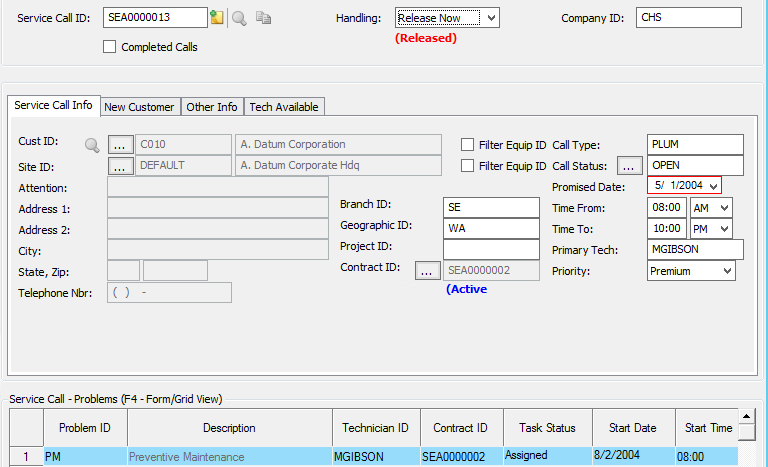 Service Call ID: SEA0000013 Handling: Release Now Company ID: CHS
(Released)
Completed Calls
Service Call Info New Customer Other Info Tech Available
Cust ID: ... C010 A. Datum Corporation Filter Equip ID Call Type: PLUM
Site ID: ... DEFAULT A. Datum Corporate Hdq Filter Equip ID Call Status: ... OPEN
Attention: Promised Date: 5/ 1/2004
Address 1: Branch ID: SE Time From: 08:00 AM
Address 2: Geographic ID: WA Time To: 10:00 PM
City: Project ID: Primary Tech: MGIBSON
State, Zip: Contract ID: ... SEA0000002 Priority: Premium
Telephone Nbr: ( ) - (Active
Service Call - Problems (F4 - Form/Grid View)
Problem ID Description Technician ID Contract ID Task Status Start Date Start Time
1 PM Preventive Maintenance MGIBSON SEA0000002 Assigned 8/2/2004 08:00